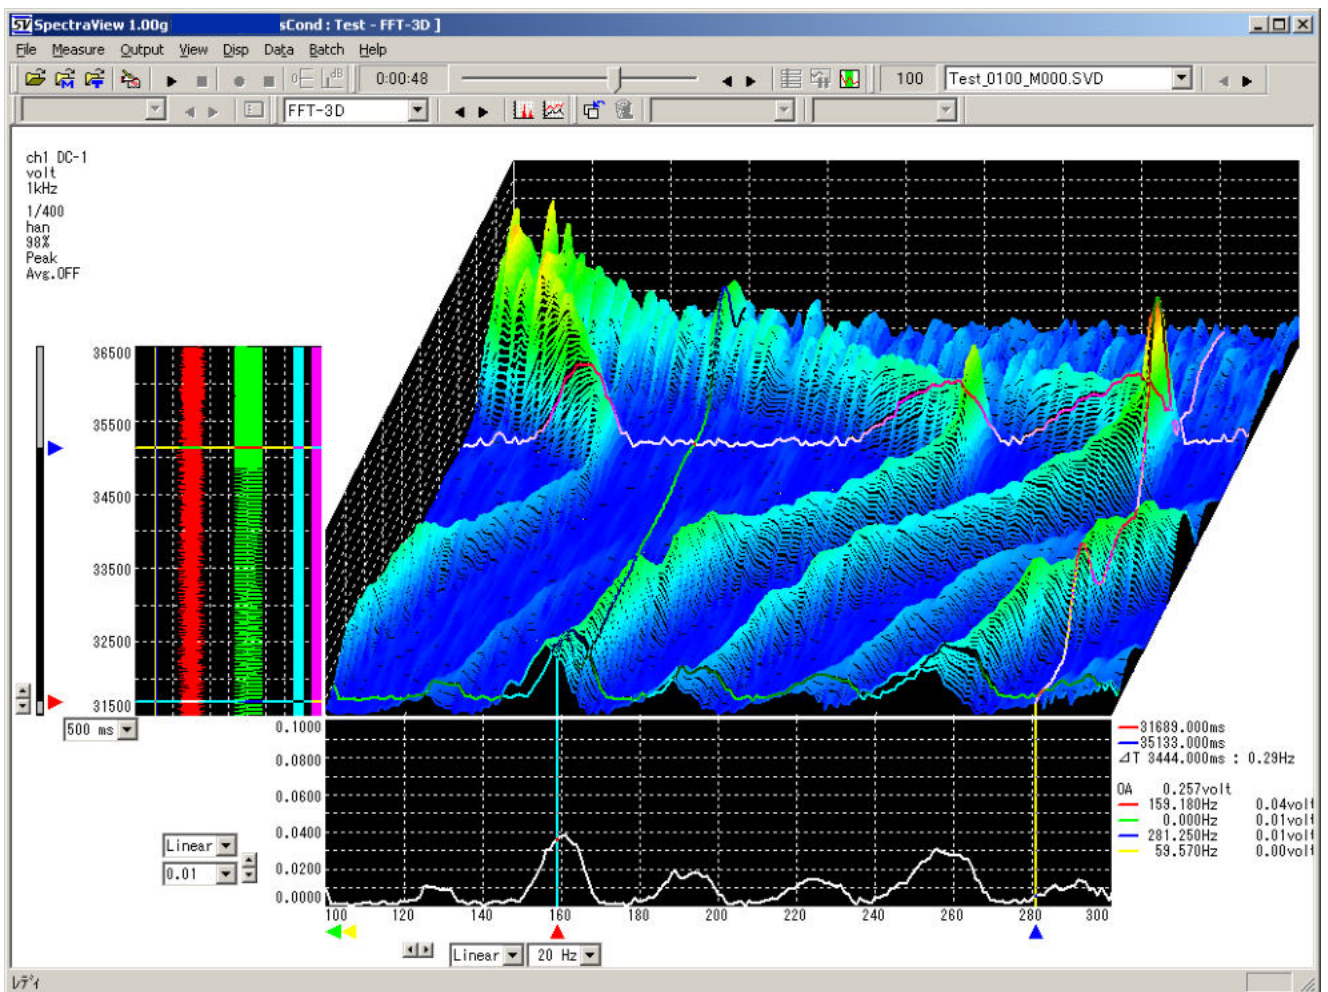 SV SpectraView 1.00g sCond : Test - FFT-3D ]
File Measure Output View Disp Data Batch Help
0:00:48 100 Test_0100_M000.SVD
FFT-3D
ch1 DC-1
volt
1kHz
1/400
han
98%
Peak
Avg.OFF
36500
35500
34500
33500
32500
31500
500 ms
0.1000
0.0800
0.0600
0.0400
0.0200
0.0000
Linear
0.01
100 120 140 160 180 200 220 240 260 280 300
Linear 20 Hz
31689.000ms
35133.000ms
⊿T 3444.000ms : 0.29Hz
OA 0.257volt
159.180Hz 0.04volt
0.000Hz 0.01volt
281.250Hz 0.01volt
59.570Hz 0.00volt
ﾚﾃﾞｨ